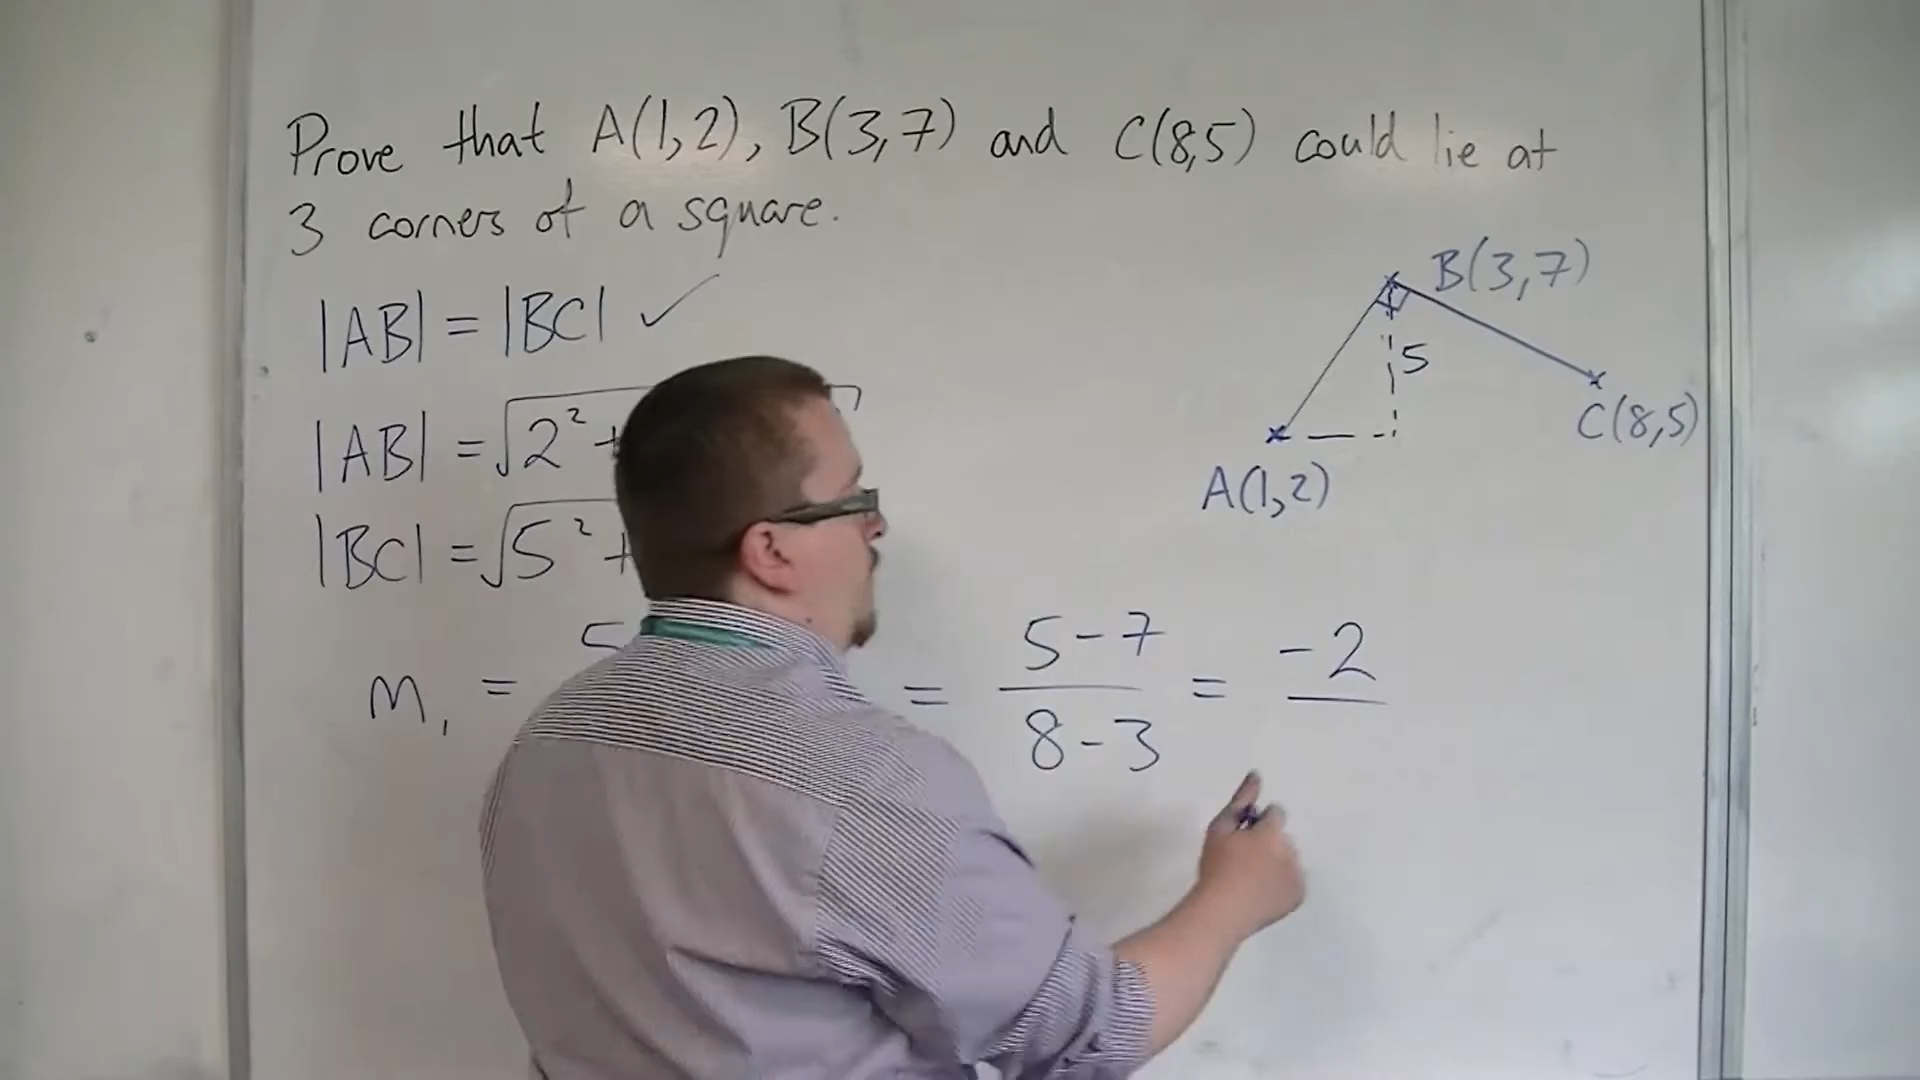 Prove that A(1,2), B(3,7) and C(8,5) could lie at
3 corners of a square.
|AB| = |BC| ✓
|AB| = √2² +
|BC| = √5² +
m₁ = 5
= 5-7 / 8-3 = -2
B(3,7)
5
C(8,5)
A(1,2)